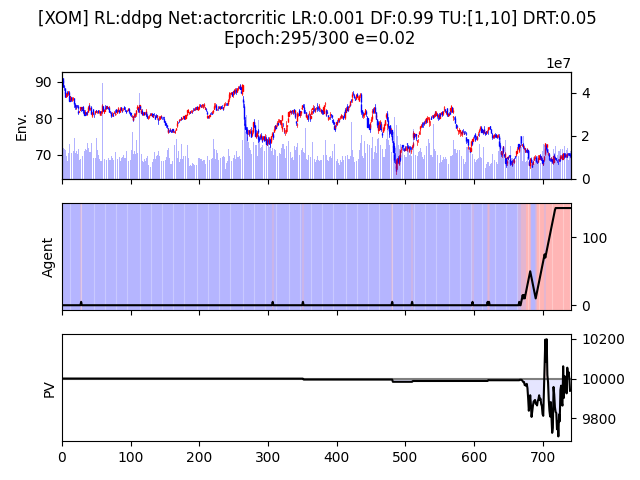 [XOM] RL:ddpg Net:actorcritic LR:0.001 DF:0.99 TU:[1,10] DRT:0.05
Epoch:295/300 e=0.02
1e7
Env.
90
80
70
4
2
0
Agent
100
0
PV
10200
10000
9800
0 100 200 300 400 500 600 700